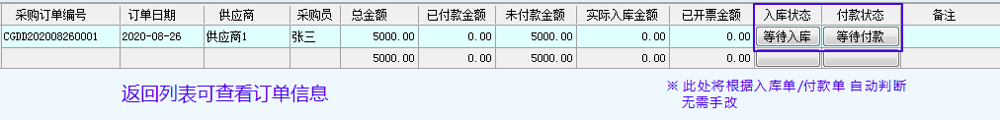 采购订单编号 订单日期 供应商 采购员 总金额 已付款金额 未付款金额 实际入库金额 已开票金额 入库状态 付款状态 备注
CGDD202008260001 2020-08-26 供应商1 张三 5000.00 0.00 5000.00 0.00 0.00 等待入库 等待付款
5000.00 0.00 5000.00 0.00 0.00
返回列表可查看订单信息
※ 此处将根据入库单/付款单 自动判断
无需手改